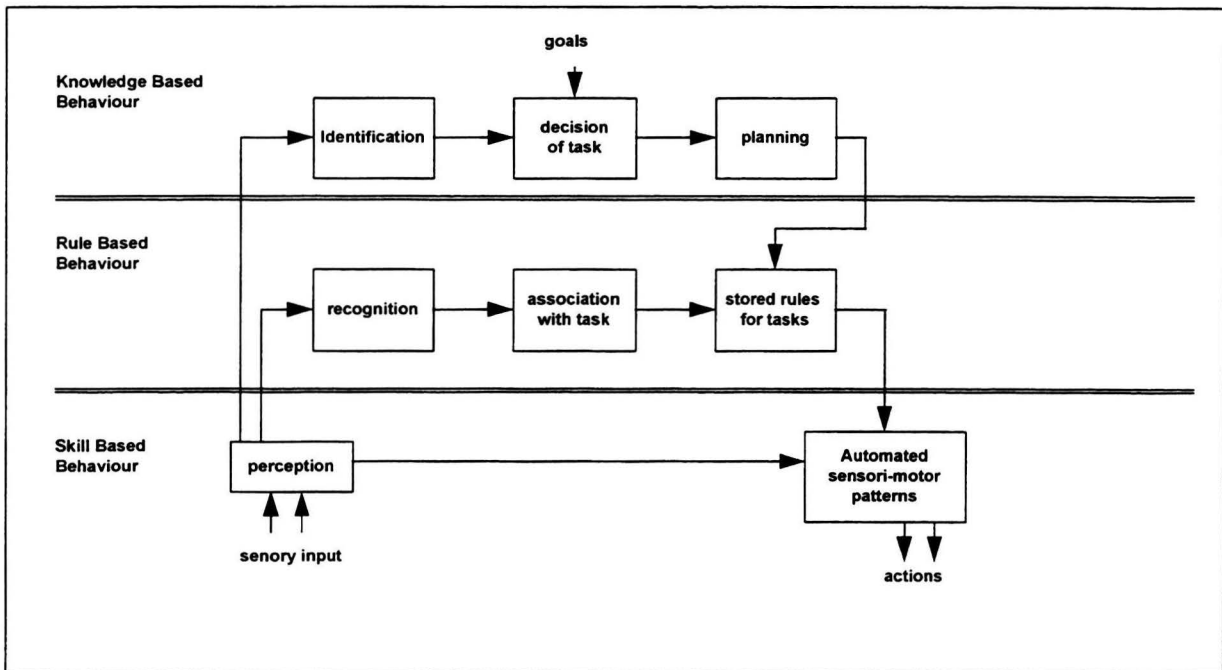 goals
Knowledge Based
Behaviour
Identification
decision
of task
planning
Rule Based
Behaviour
recognition
association
with task
stored rules
for tasks
Skill Based
Behaviour
perception
Automated
sensori-motor
patterns
senory input
actions